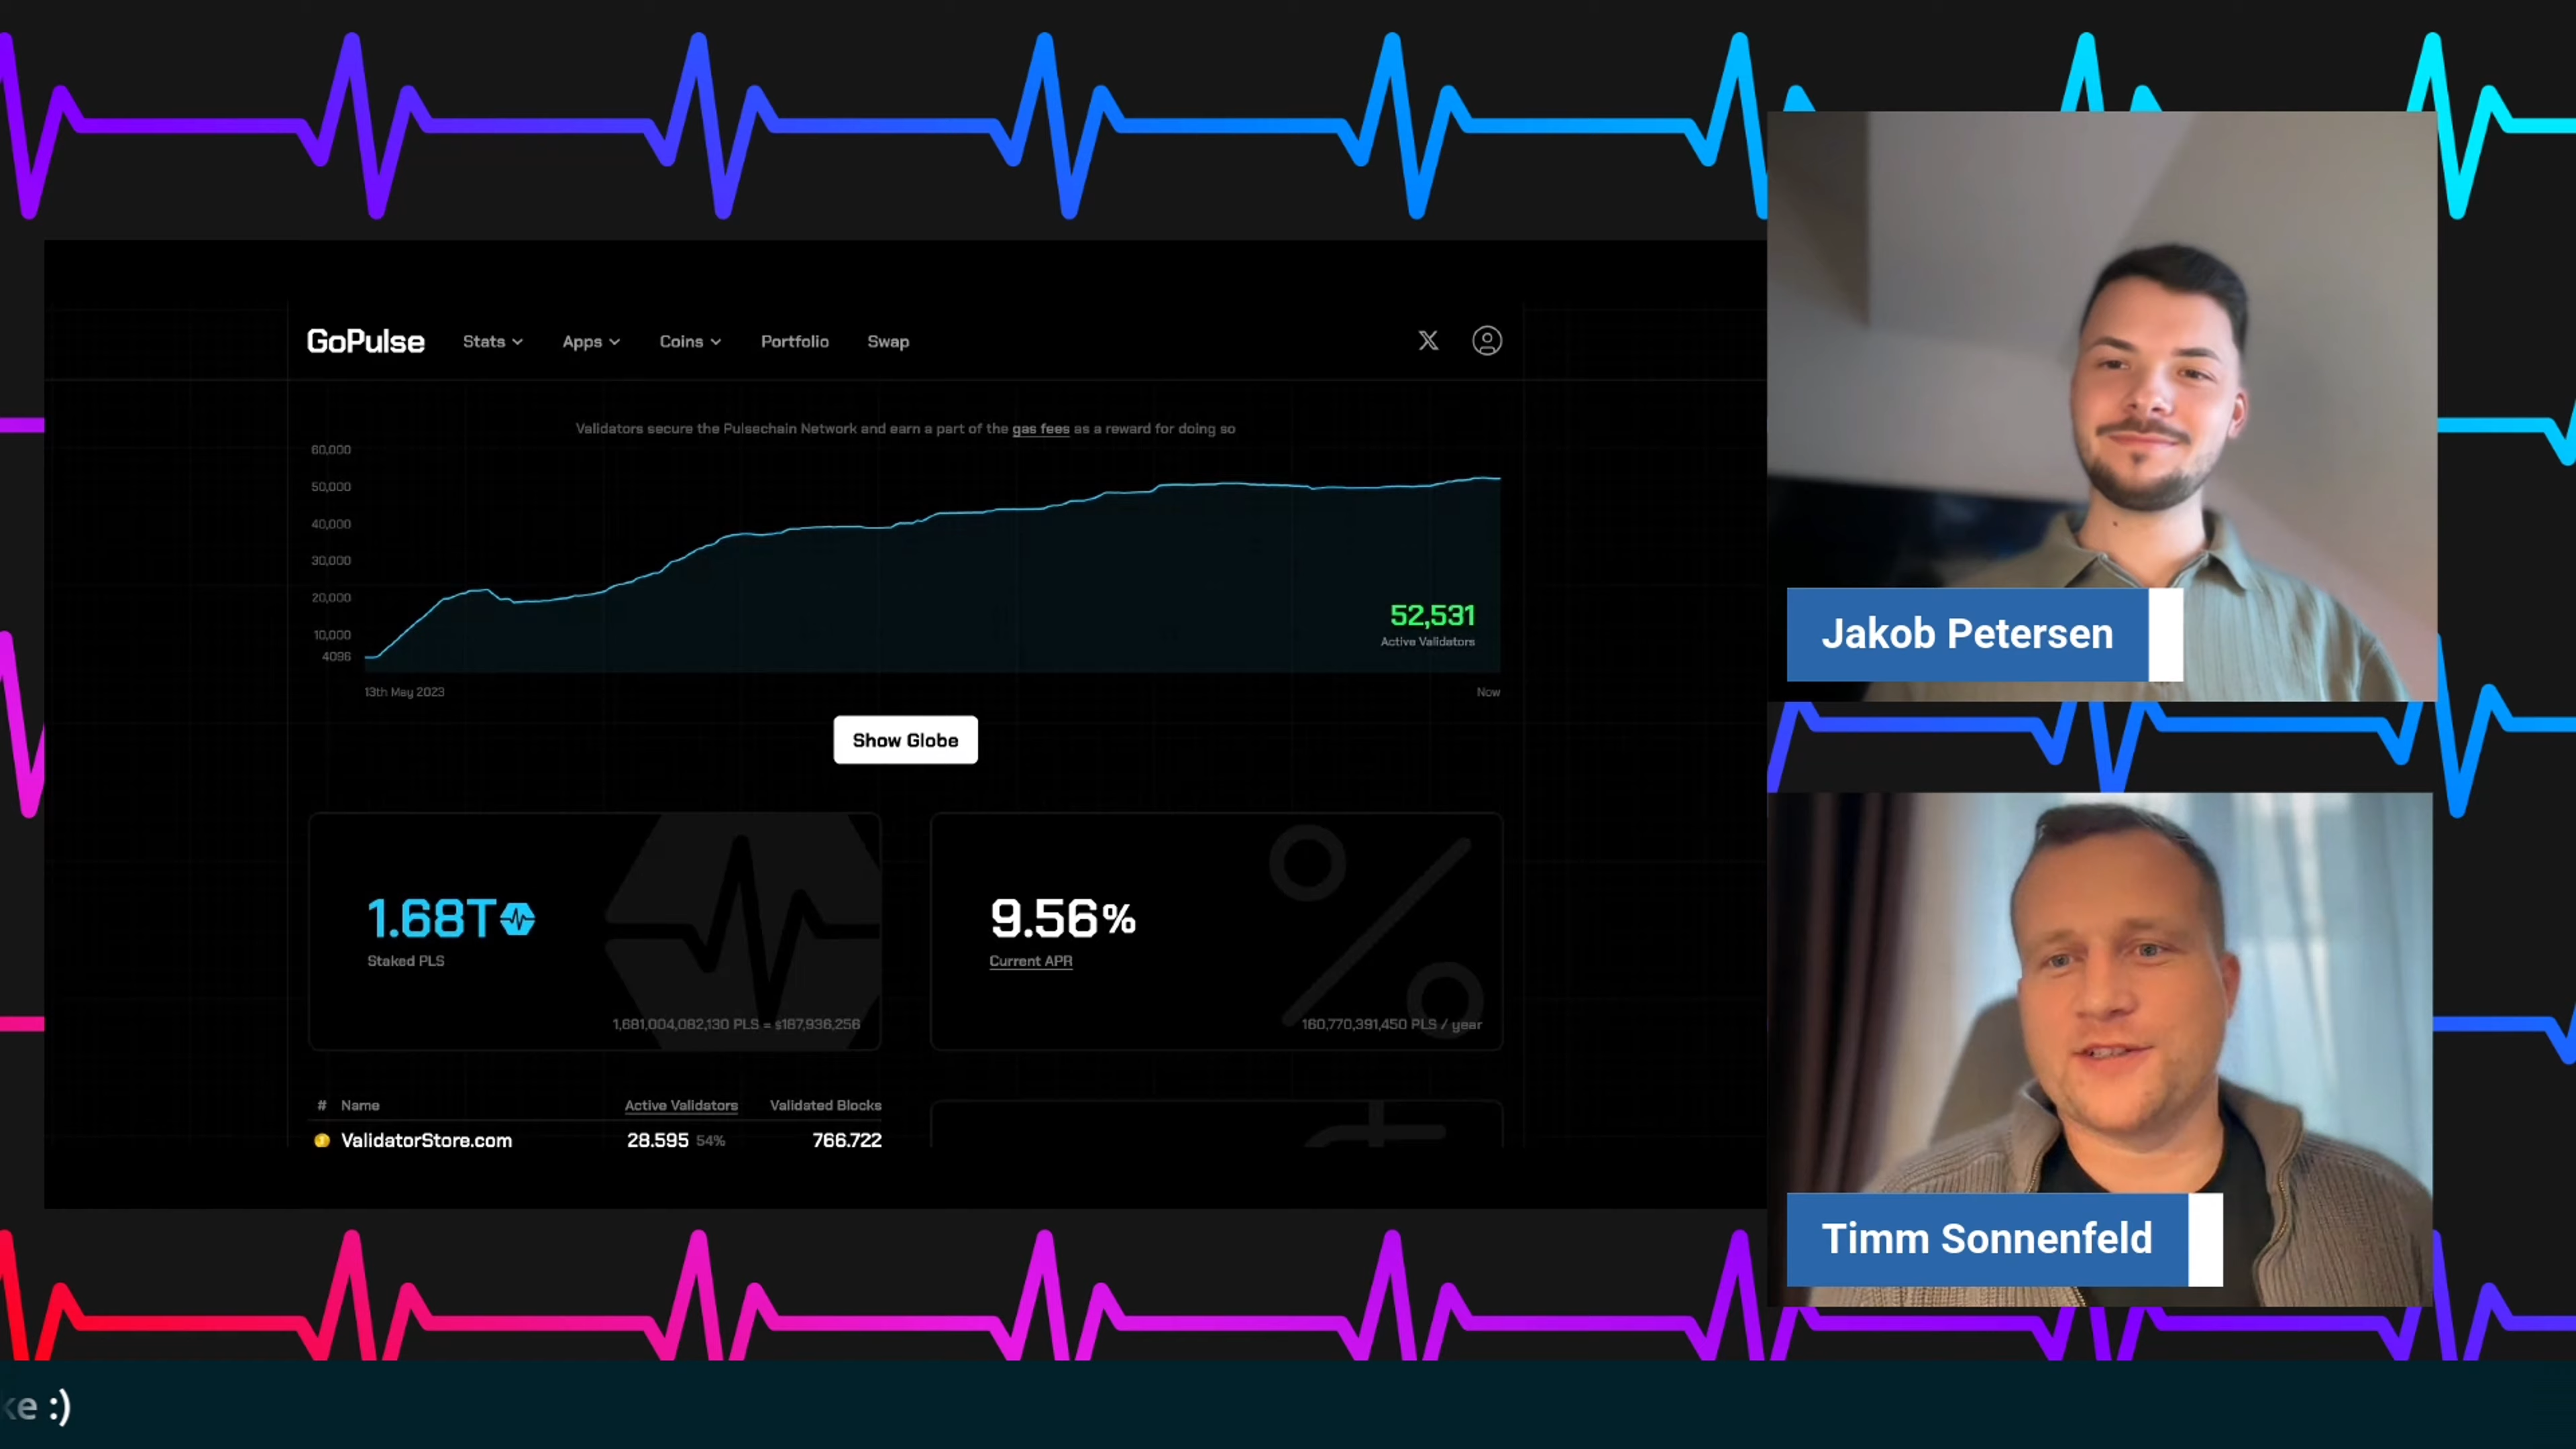 GoPulse Stats Apps Coins Portfolio Swap X
Validators secure the Pulsechain Network and earn a part of the gas fees as a reward for doing so
60,000
50,000
40,000
30,000
20,000
10,000
4096
52,531
Active Validators
13th May 2023
Now
Show Globe
1.68T
Staked PLS
1,681,004,082,130 PLS = $187,936,256
9.56%
Current APR
160,770,391,450 PLS / year
# Name Active Validators Validated Blocks
ValidatorStore.com 28.595 54% 766.722
Jakob Petersen
Timm Sonnenfeld
ke :)